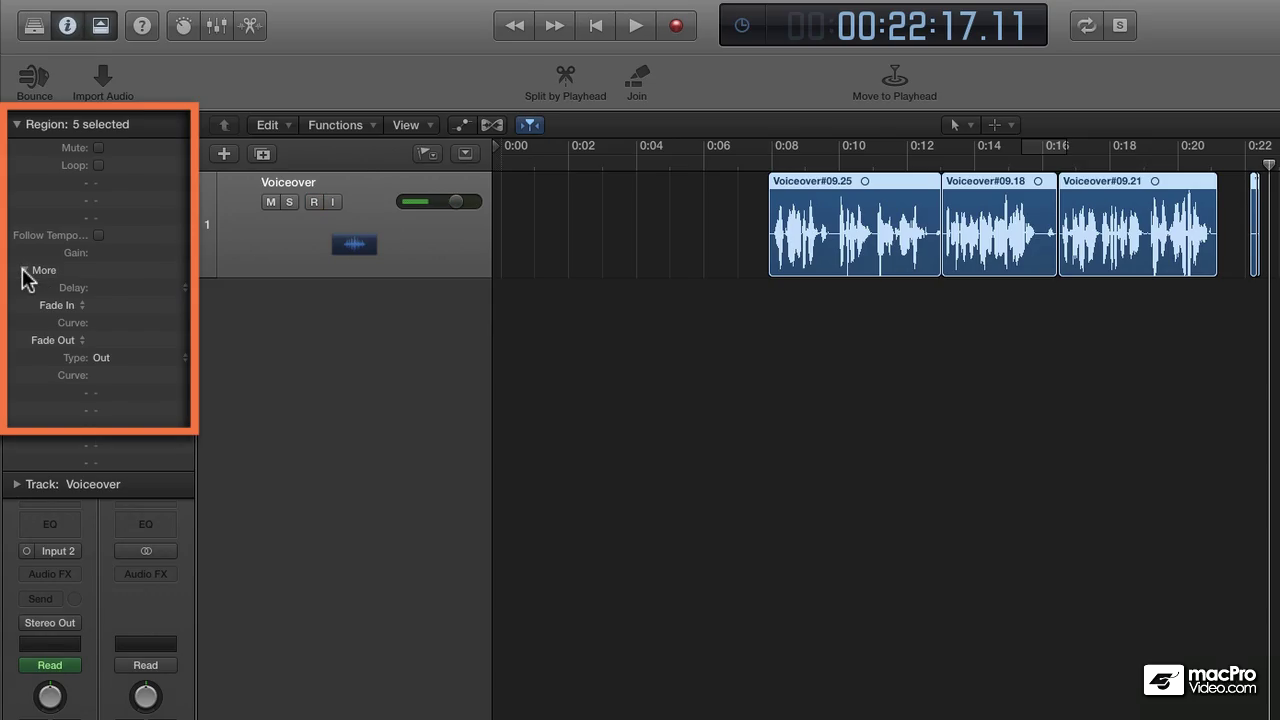 00:00:22:17.11
S
Bounce
Import Audio
Split by Playhead
Join
Move to Playhead
Region: 5 selected
Edit
Functions
View
Mute:
Loop:
- -
- -
- -
Follow Tempo...
Gain:
More
Delay:
Fade In
Curve:
Fade Out
Type: Out
Curve:
- -
- -
- -
- -
0:00
0:02
0:04
0:06
0:08
0:10
0:12
0:14
0:16
0:18
0:20
0:22
1
Voiceover
M S R I
Voiceover#09.25
Voiceover#09.18
Voiceover#09.21
Track: Voiceover
EQ
EQ
Input 2
Audio FX
Audio FX
Send
Stereo Out
Read
Read
macPro
Video.com